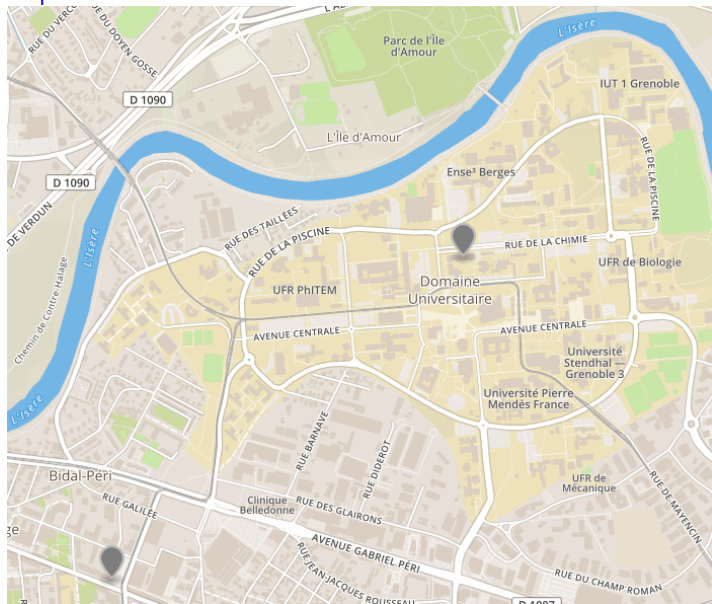 RUE DU VERCO
RUE DU DOYEN GOSSE
L'Isère
Parc de l'Île
d'Amour
IUT 1 Grenoble
D 1090
L'Île d'Amour
D 1090
Ense³ Berges
RUE DE LA PISCINE
DE VERDUN
RUE DES TAILLÉES
RUE DE LA PISCINE
RUE DE LA CHIMIE
L'Isère
UFR de Biologie
Domaine
Universitaire
UFR PhITEM
Chemin de Contre-Halage
AVENUE CENTRALE
AVENUE CENTRALE
Université
Stendhal —
Grenoble 3
Université Pierre
Mendès France
L'Isère
RUE BARNAVE
RUE DIDEROT
Bidal-Péri
UFR de
Mécanique
RUE DE MAYENCIN
RUE GALILÉE
Clinique
Belledonne
RUE DES GLAIRONS
AVENUE GABRIEL PÉRI
RUE JEAN-JACQUES ROUSSEAU
RUE DU CHAMP ROMAN
D 1087